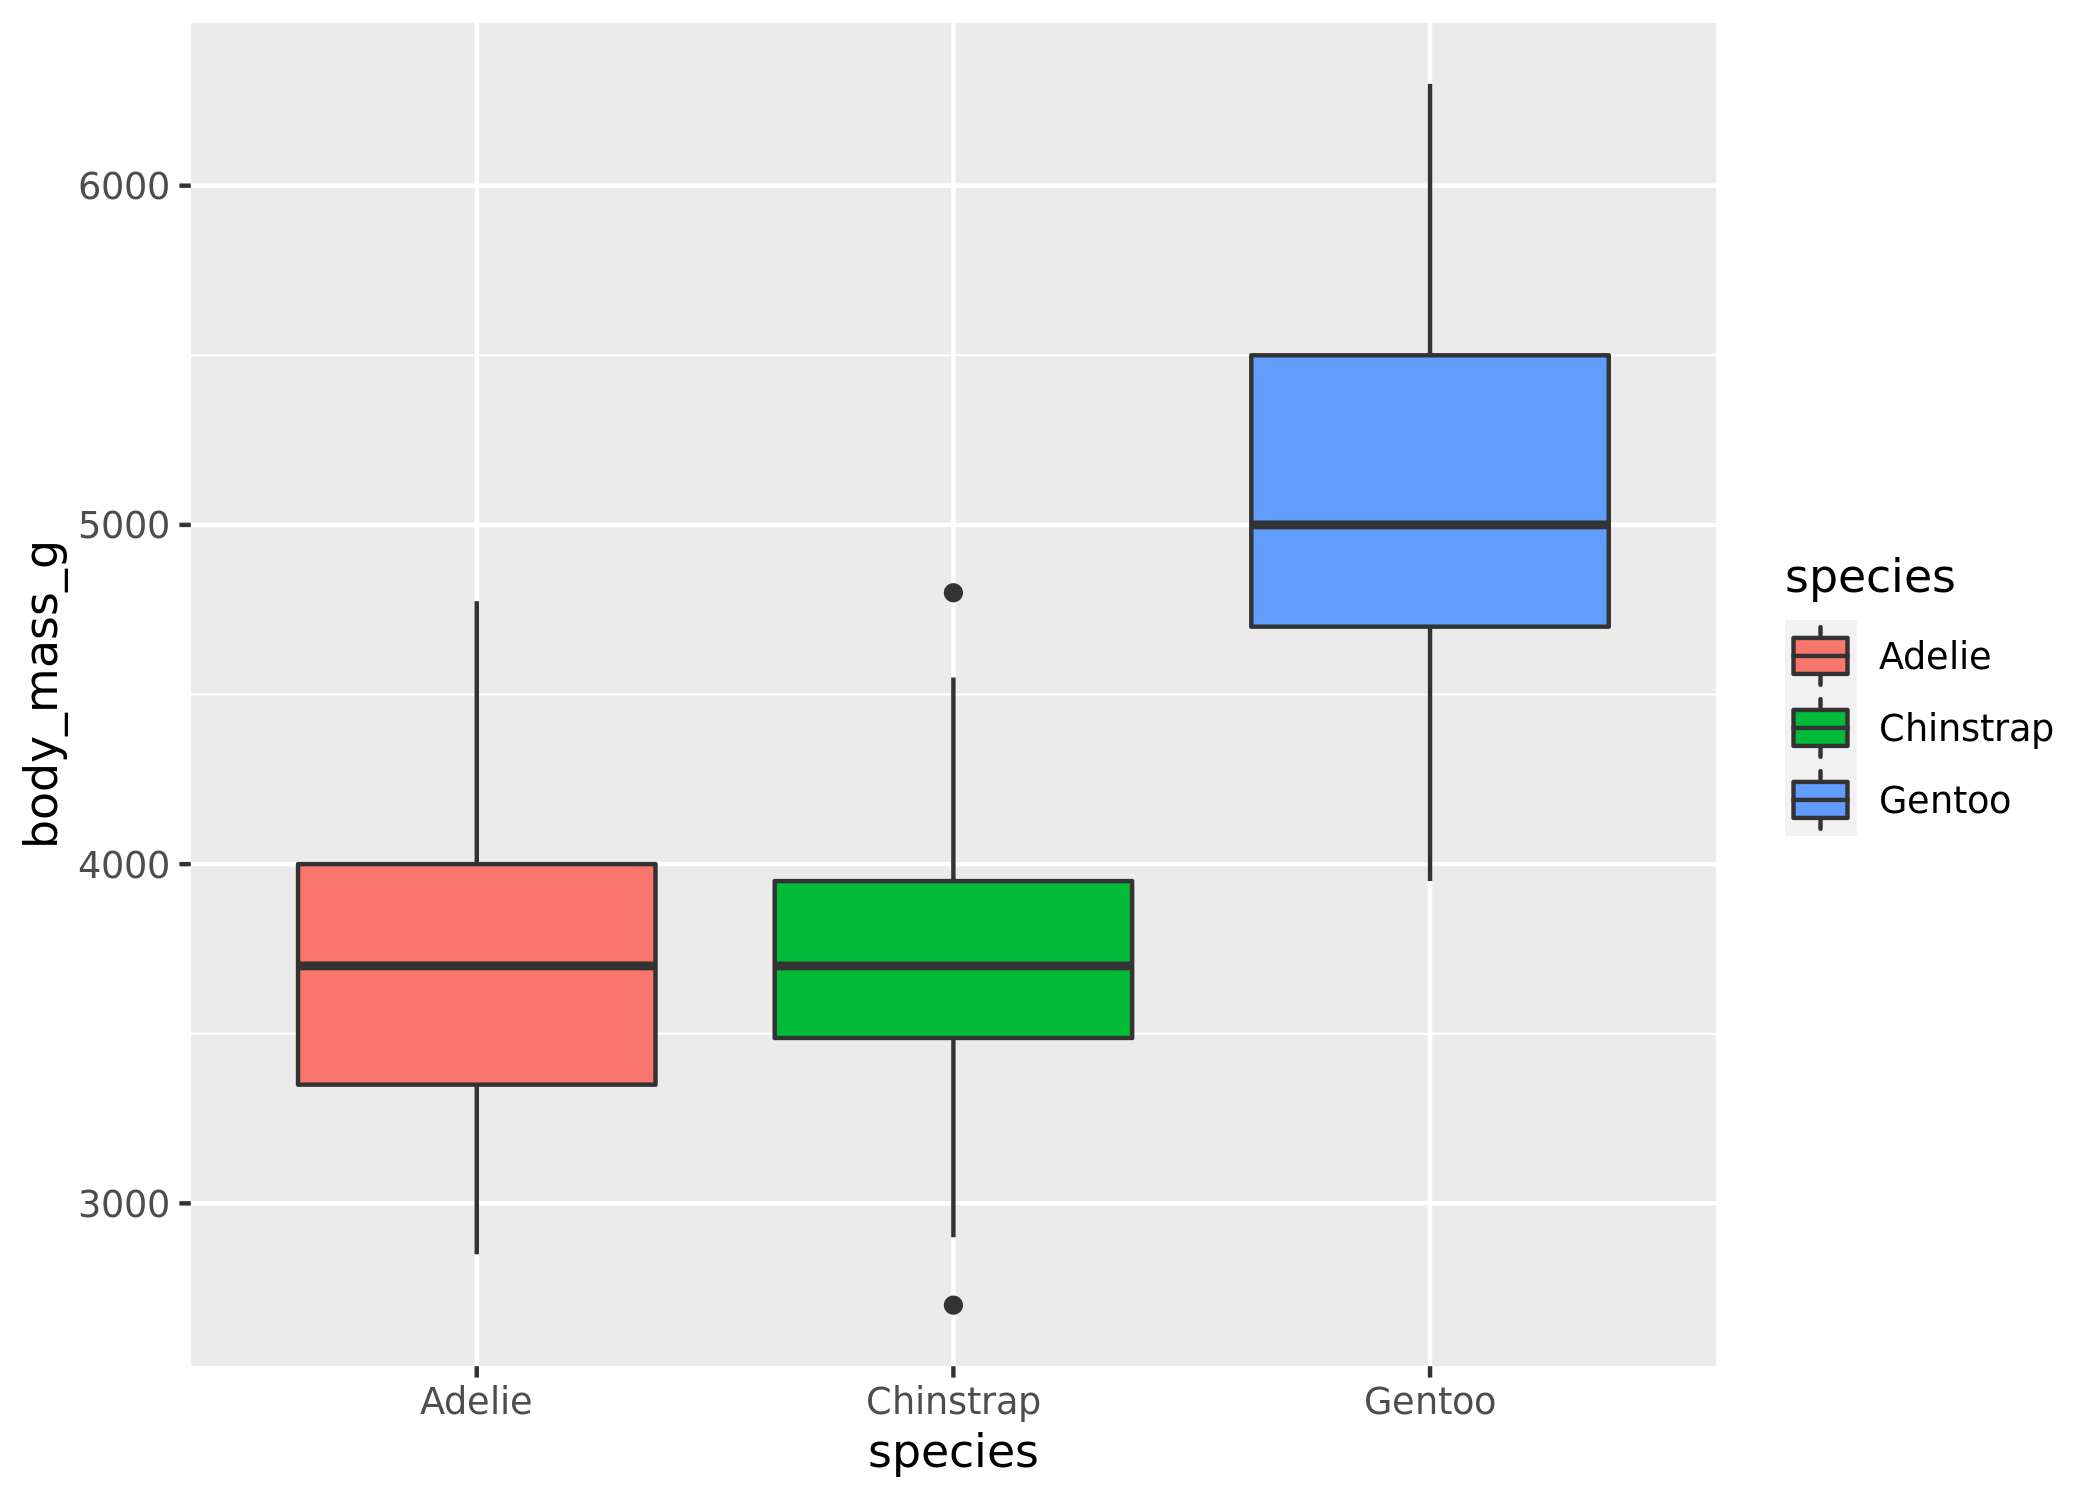 body_mass_g
6000
5000
4000
3000
Adelie Chinstrap Gentoo
species
species
Adelie
Chinstrap
Gentoo